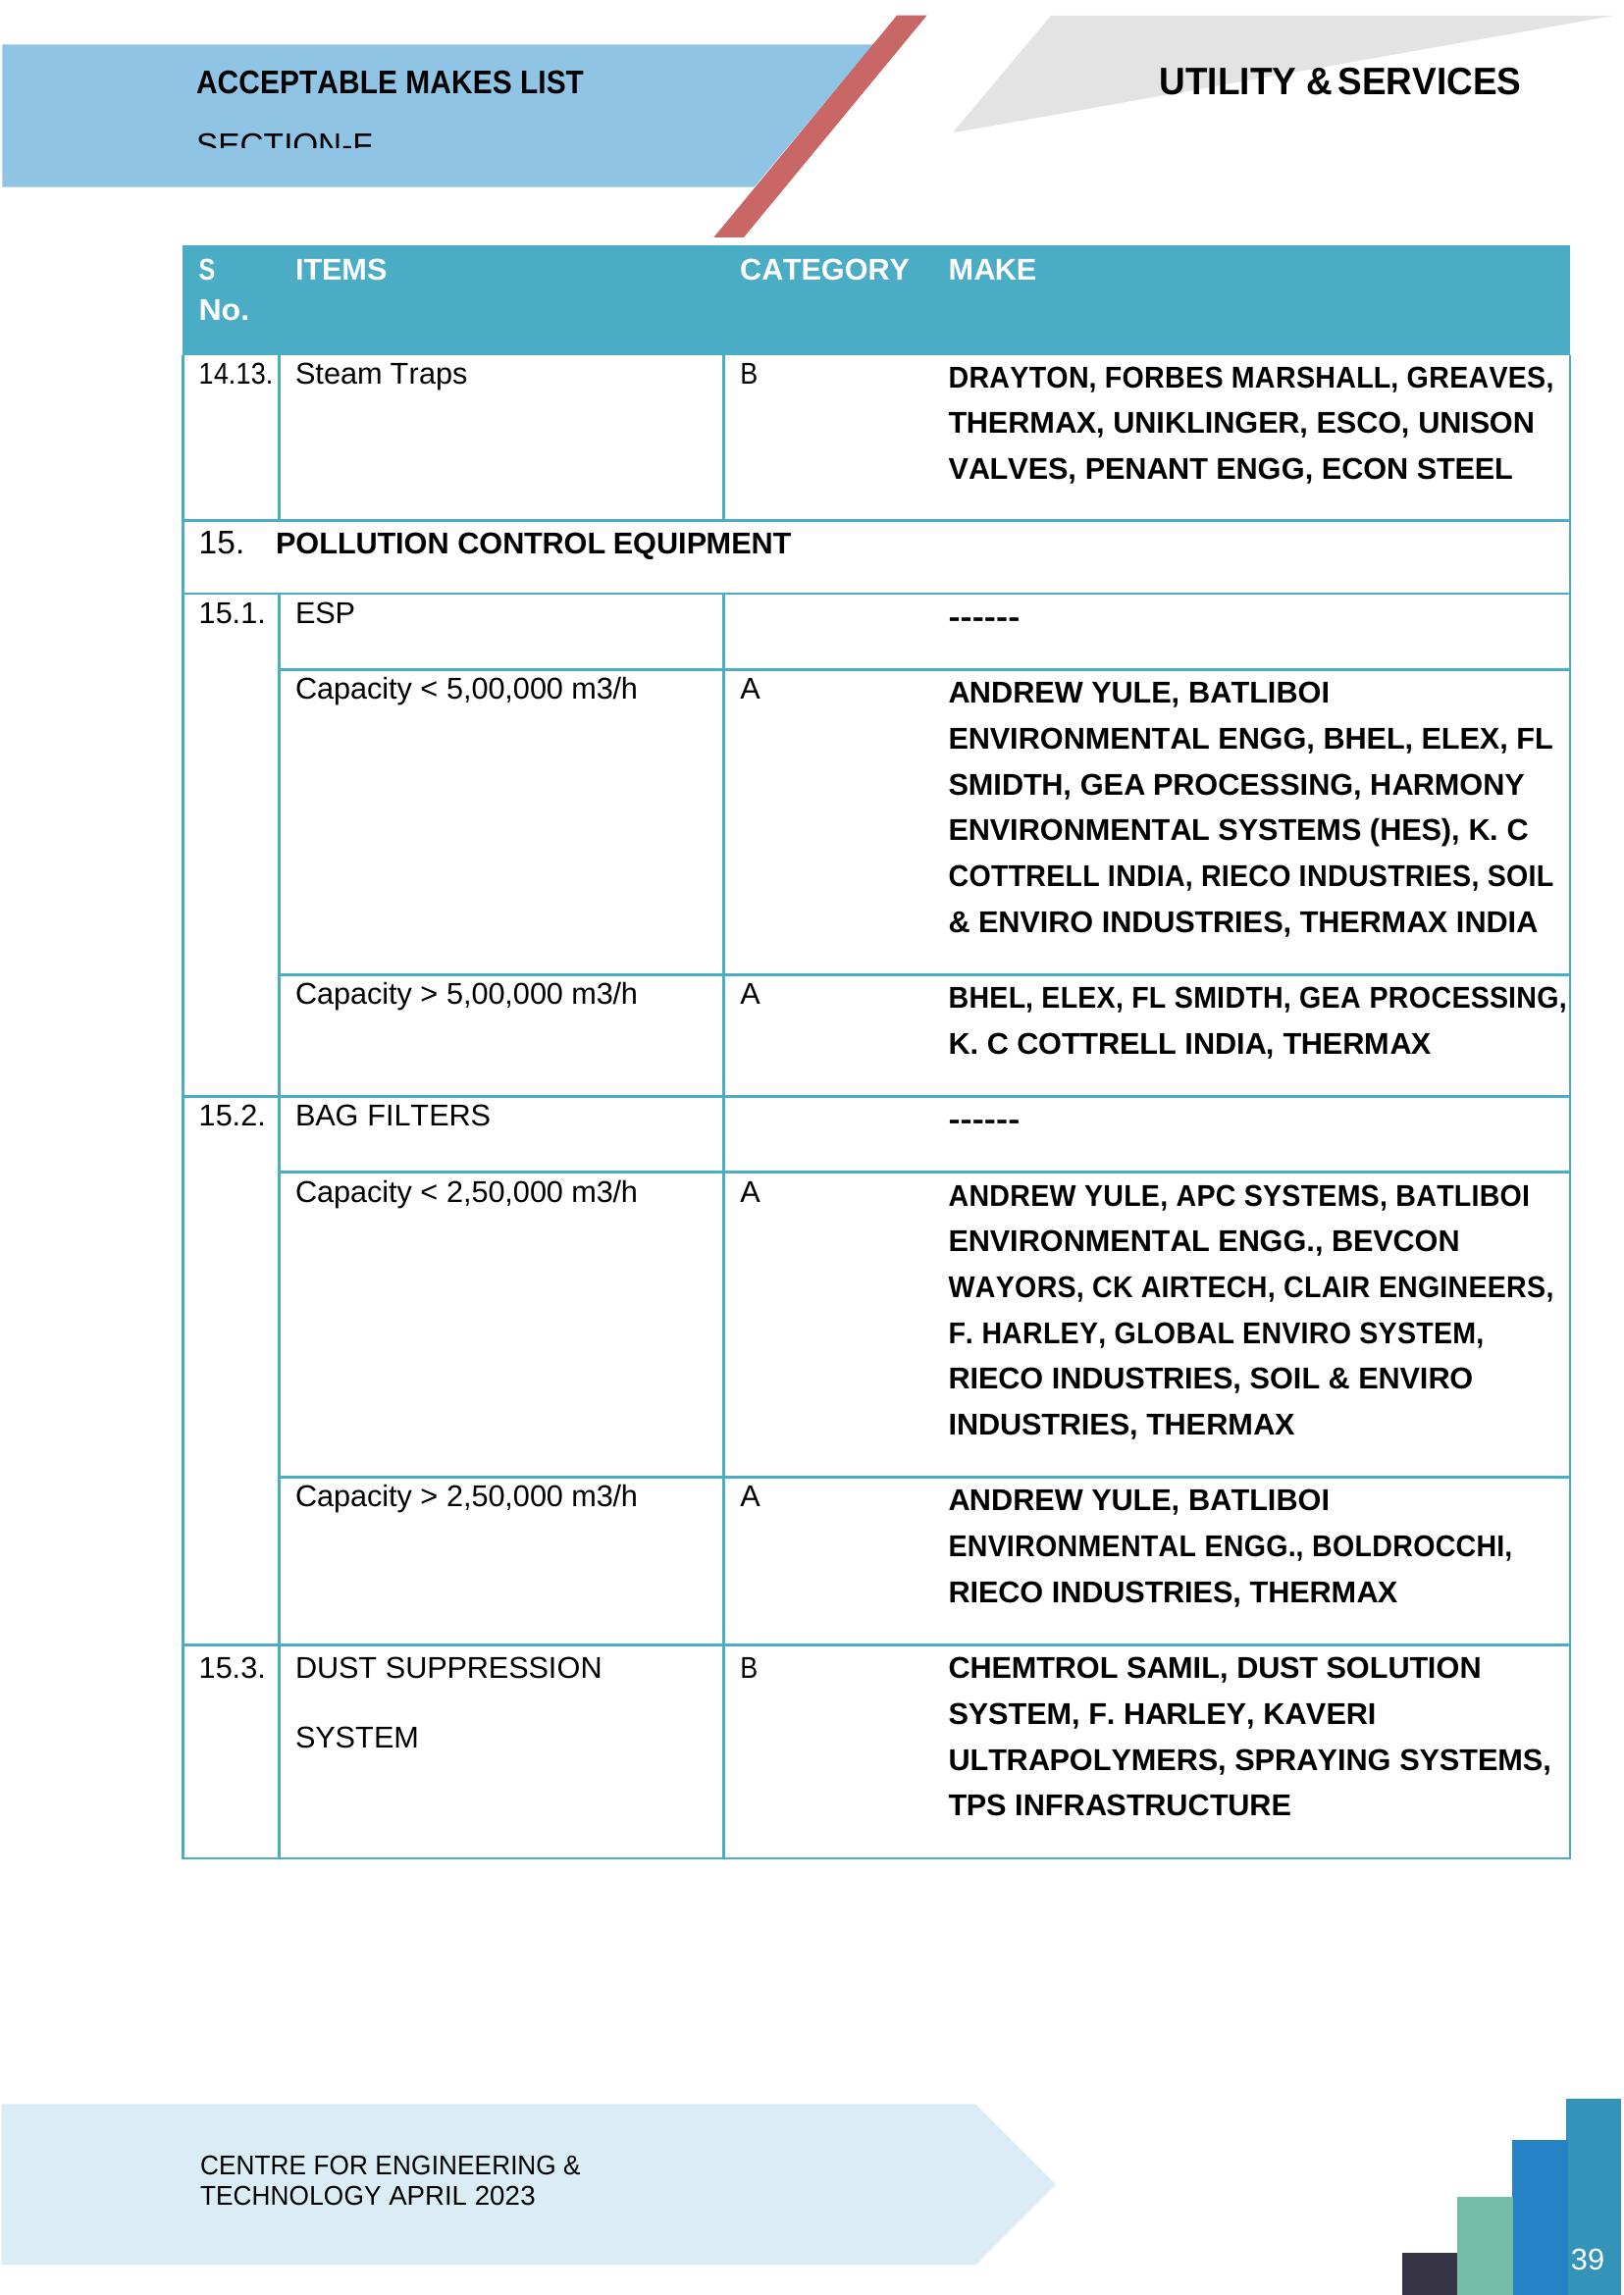 ACCEPTABLE MAKES LIST
UTILITY & SERVICES
S ITEMS CATEGORY MAKE
No.
14.13. Steam Traps B DRAYTON, FORBES MARSHALL, GREAVES,
THERMAX, UNIKLINGER, ESCO, UNISON
VALVES, PENANT ENGG, ECON STEEL
15. POLLUTION CONTROL EQUIPMENT
15.1. ESP ------
Capacity < 5,00,000 m3/h A ANDREW YULE, BATLIBOI
ENVIRONMENTAL ENGG, BHEL, ELEX, FL
SMIDTH, GEA PROCESSING, HARMONY
ENVIRONMENTAL SYSTEMS (HES), K. C
COTTRELL INDIA, RIECO INDUSTRIES, SOIL
& ENVIRO INDUSTRIES, THERMAX INDIA
Capacity > 5,00,000 m3/h A BHEL, ELEX, FL SMIDTH, GEA PROCESSING,
K. C COTTRELL INDIA, THERMAX
15.2. BAG FILTERS ------
Capacity < 2,50,000 m3/h A ANDREW YULE, APC SYSTEMS, BATLIBOI
ENVIRONMENTAL ENGG., BEVCON
WAYORS, CK AIRTECH, CLAIR ENGINEERS,
F. HARLEY, GLOBAL ENVIRO SYSTEM,
RIECO INDUSTRIES, SOIL & ENVIRO
INDUSTRIES, THERMAX
Capacity > 2,50,000 m3/h A ANDREW YULE, BATLIBOI
ENVIRONMENTAL ENGG., BOLDROCCHI,
RIECO INDUSTRIES, THERMAX
15.3. DUST SUPPRESSION B CHEMTROL SAMIL, DUST SOLUTION
SYSTEM, F. HARLEY, KAVERI
SYSTEM
ULTRAPOLYMERS, SPRAYING SYSTEMS,
TPS INFRASTRUCTURE
CENTRE FOR ENGINEERING &
TECHNOLOGY APRIL 2023
39